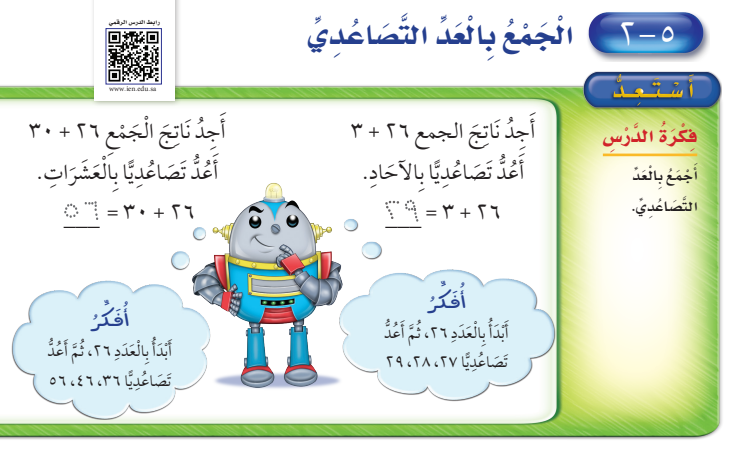 ٥-٢
الْجَمْعُ بِالْعَدِّ التَّصَاعُدِيِّ
رابط الدرس الرقمي
www.ien.edu.sa
أَسْتَعِدُّ
فِكْرَةُ الدَّرْسِ
أَجْمَعُ بِالْعَدِّ
التَّصَاعُدِيِّ.
أَجِدُ نَاتِجَ الجمع ٢٦ + ٣
أَعُدُّ تَصَاعُدِيًّا بِالآحَادِ.
٢٦ + ٣ = ٢٩
أُفَكِّرُ
أَبْدَأُ بِالْعَدَدِ ٢٦، ثُمَّ أَعُدُّ
تَصَاعُدِيًّا ٢٧، ٢٨، ٢٩
أَجِدُ نَاتِجَ الْجَمْعِ ٢٦ + ٣٠
أَعُدُّ تَصَاعُدِيًّا بِالْعَشَرَاتِ.
٢٦ + ٣٠ = ٥٦
أُفَكِّرُ
أَبْدَأُ بِالْعَدَدِ ٢٦، ثُمَّ أَعُدُّ
تَصَاعُدِيًّا ٣٦، ٤٦، ٥٦